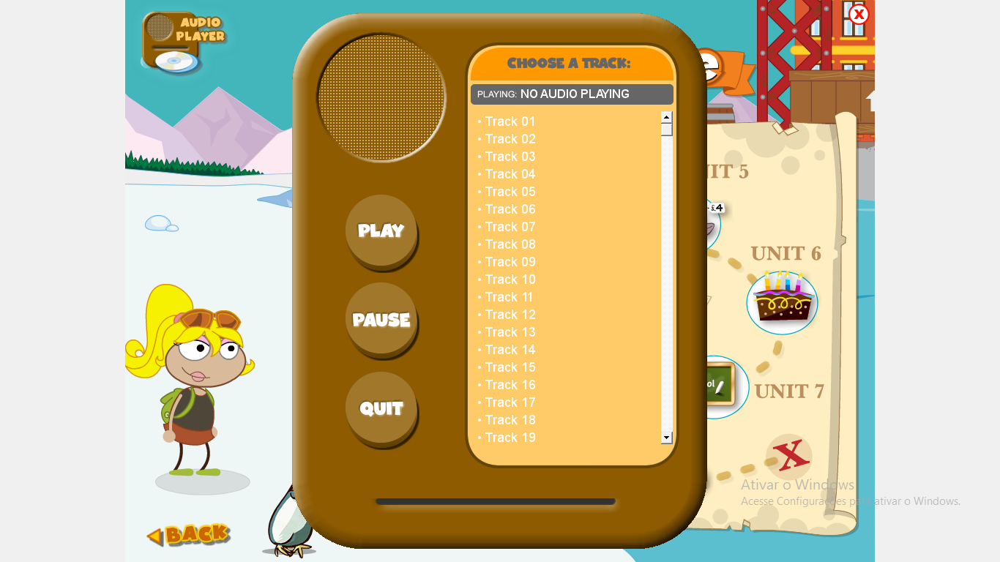 AUDIO
PLAYER
X
CHOOSE A TRACK:
PLAYING: NO AUDIO PLAYING
• Track 01
• Track 02
• Track 03
• Track 04
• Track 05
• Track 06
• Track 07
• Track 08
• Track 09
• Track 10
• Track 11
• Track 12
• Track 13
• Track 14
• Track 15
• Track 16
• Track 17
• Track 18
• Track 19
PLAY
PAUSE
QUIT
BACK
NIT 5
£4
UNIT 6
ol
UNIT 7
X
Ativar o Windows
Acesse Configurações para ativar o Windows.